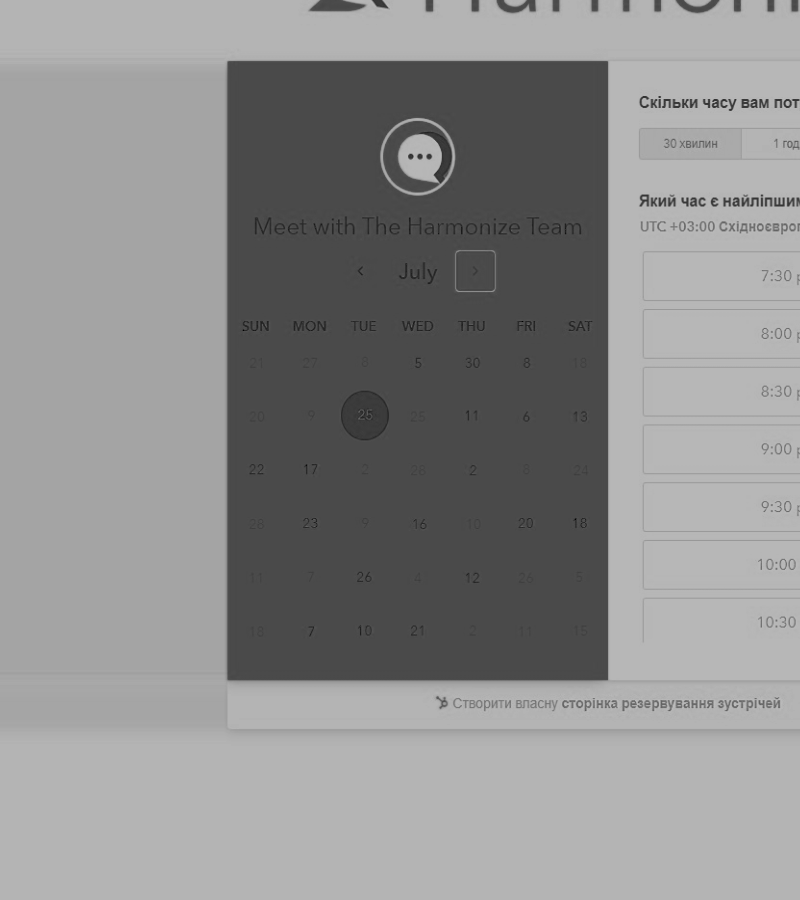 Harmoni
Meet with The Harmonize Team
July
SUN MON TUE WED THU FRI SAT
21 27 6 5 30 8 18
20 9 25 25 11 6 13
22 17 2 28 2 8 24
28 23 9 16 10 20 18
11 7 26 4 12 26 5
13 7 10 21 2 11 15
Скільки часу вам пот
30 хвилин 1 год
Який час є найліпшим
UTC +03:00 Східноєвроп
7:30 p
8:00 p
8:30 p
9:00 p
9:30 p
10:00
10:30
Створити власну сторінка резервування зустрічей